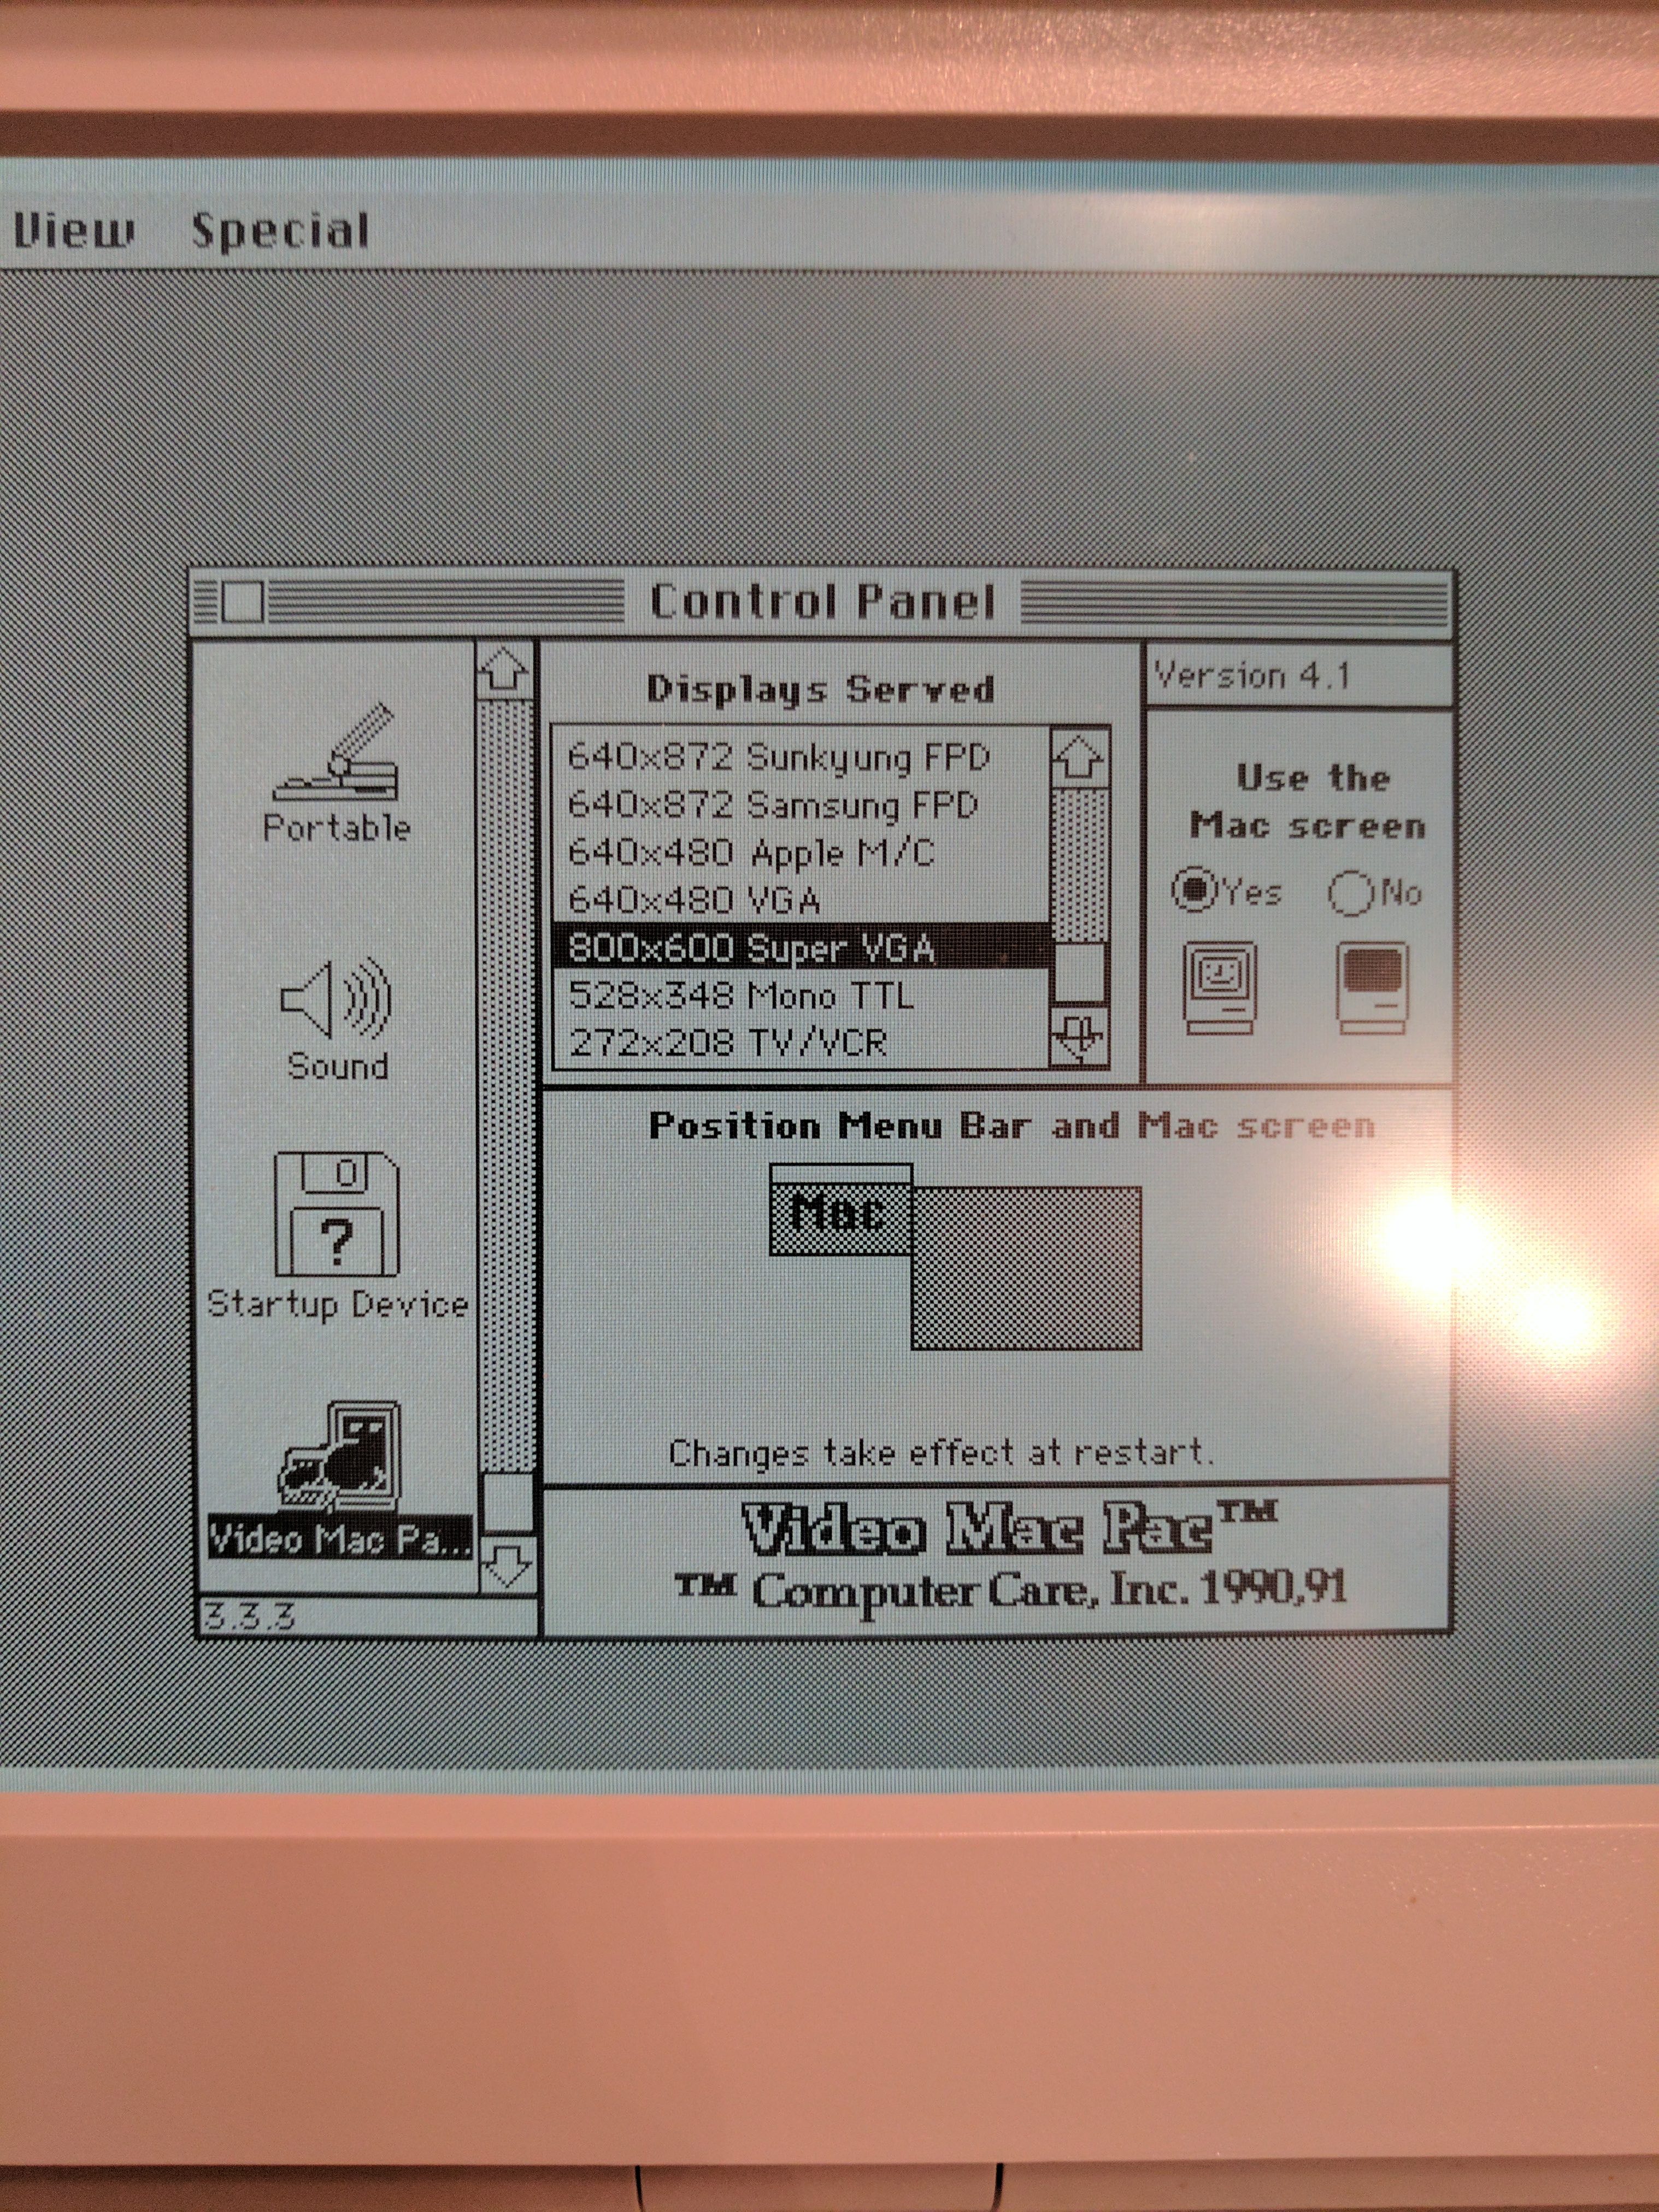 View Special
Control Panel
Portable
Sound
0
?
Startup Device
Video Mac Pa...
3.3.3
Displays Served
640x872 Sunkyung FPD
640x872 Samsung FPD
640x480 Apple M/C
640x480 VGA
800x600 Super VGA
528x348 Mono TTL
272x208 TV/VCR
Version 4.1
Use the
Mac screen
Yes No
Position Menu Bar and Mac screen
Mac
Changes take effect at restart.
Video Mac Pac™
™ Computer Care, Inc. 1990,91